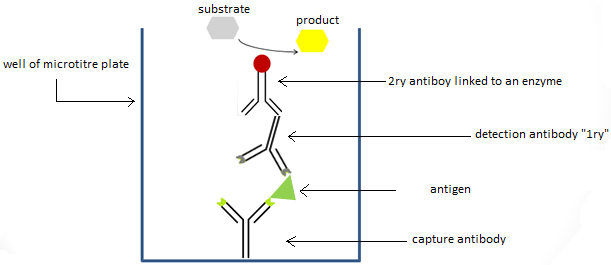 substrate
product
well of microtitre plate
2ry antiboy linked to an enzyme
detection antibody "1ry"
antigen
capture antibody